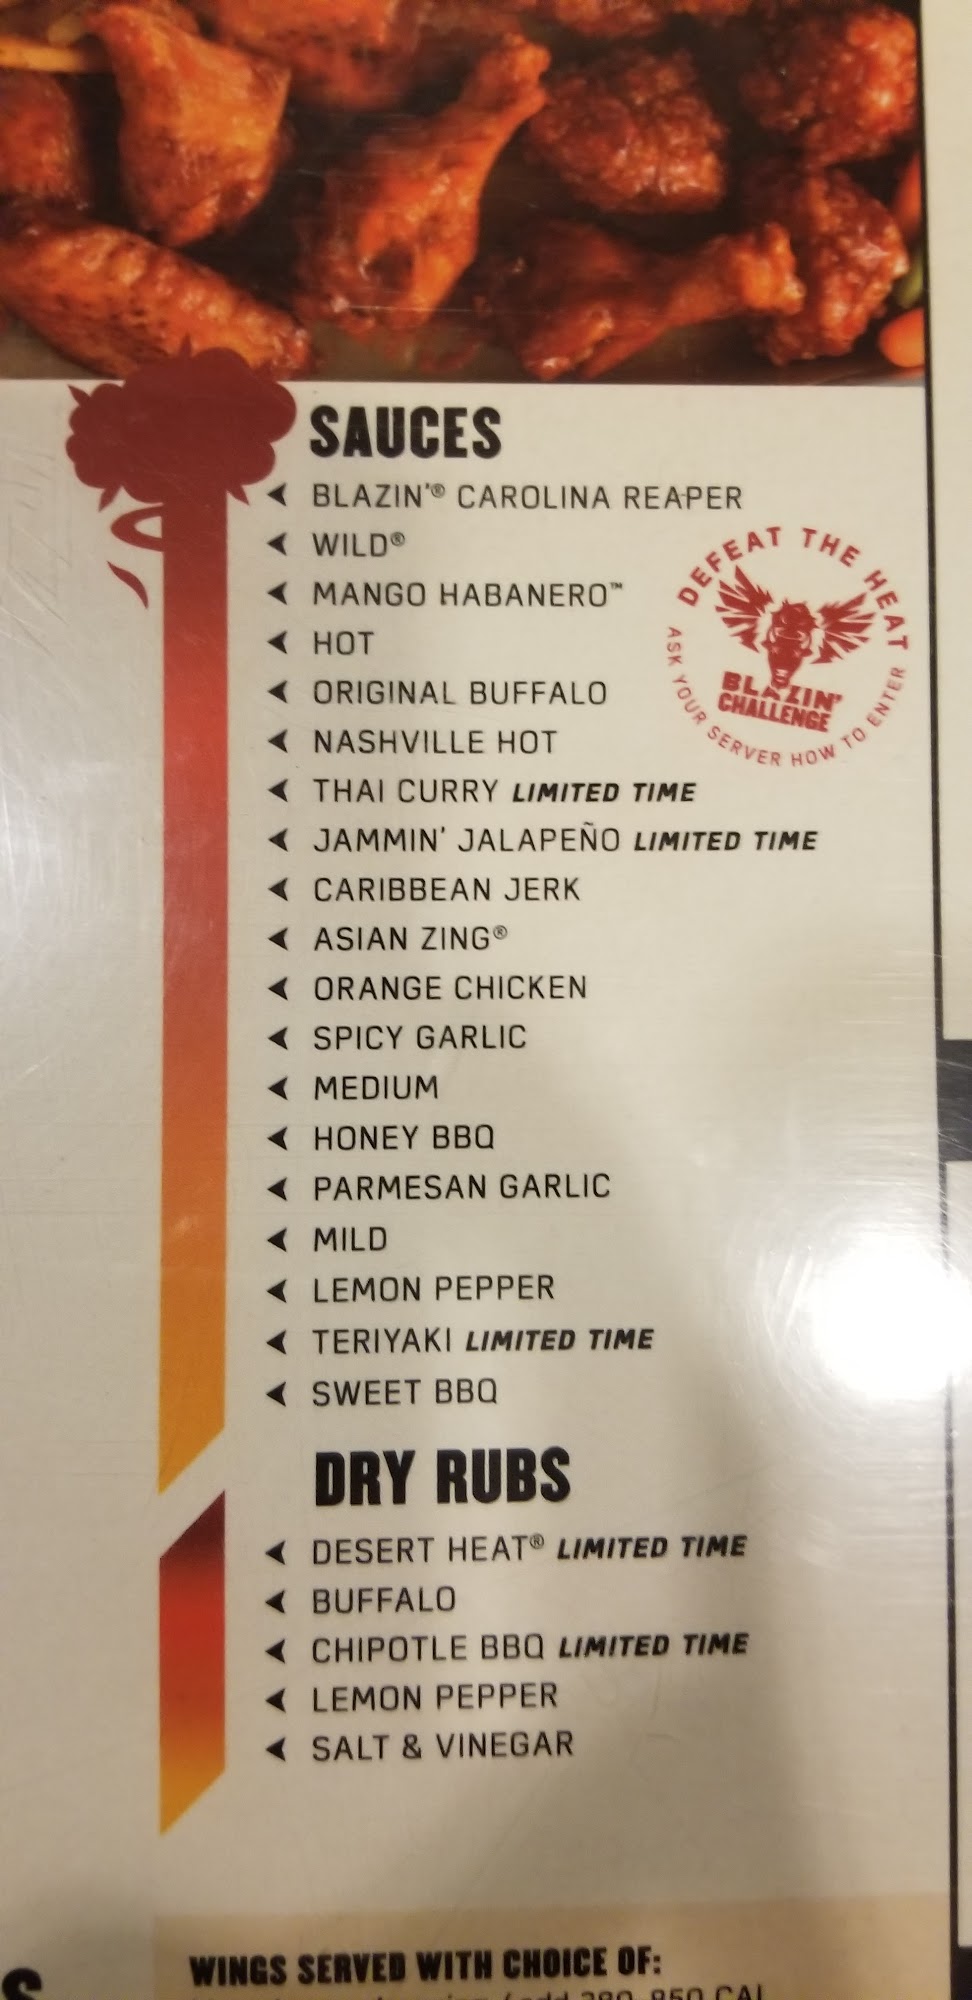 SAUCES
BLAZIN'® CAROLINA REAPER
WILD®
MANGO HABANERO™
HOT
ORIGINAL BUFFALO
NASHVILLE HOT
THAI CURRY LIMITED TIME
JAMMIN' JALAPEÑO LIMITED TIME
CARIBBEAN JERK
ASIAN ZING®
ORANGE CHICKEN
SPICY GARLIC
MEDIUM
HONEY BBQ
PARMESAN GARLIC
MILD
LEMON PEPPER
TERIYAKI LIMITED TIME
SWEET BBQ
DEFEAT THE HEAT
BLAZIN'
CHALLENGE
ASK YOUR SERVER HOW TO ENTER
DRY RUBS
DESERT HEAT® LIMITED TIME
BUFFALO
CHIPOTLE BBQ LIMITED TIME
LEMON PEPPER
SALT & VINEGAR
S
WINGS SERVED WITH CHOICE OF: